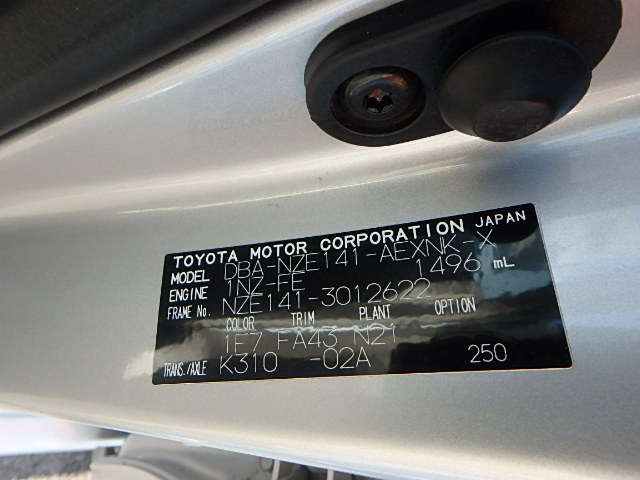 TOYOTA MOTOR CORPORATION JAPAN
MODEL DBA-NZE141-AEXNK-X
ENGINE 1NZ-FE 1496 mL
FRAME No. NZE141-3012622
COLOR TRIM PLANT OPTION
1F7 FA43 N21
TRANS./AXLE K310 -02A 250